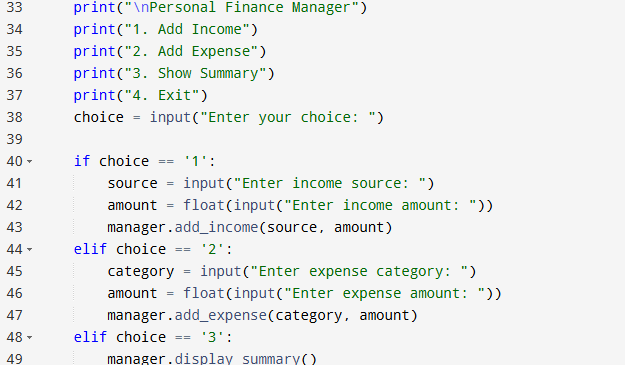 33 print("\nPersonal Finance Manager")
34 print("1. Add Income")
35 print("2. Add Expense")
36 print("3. Show Summary")
37 print("4. Exit")
38 choice = input("Enter your choice: ")
39
40 if choice == '1':
41 source = input("Enter income source: ")
42 amount = float(input("Enter income amount: "))
43 manager.add_income(source, amount)
44 elif choice == '2':
45 category = input("Enter expense category: ")
46 amount = float(input("Enter expense amount: "))
47 manager.add_expense(category, amount)
48 elif choice == '3':
49 manager.display_summary()